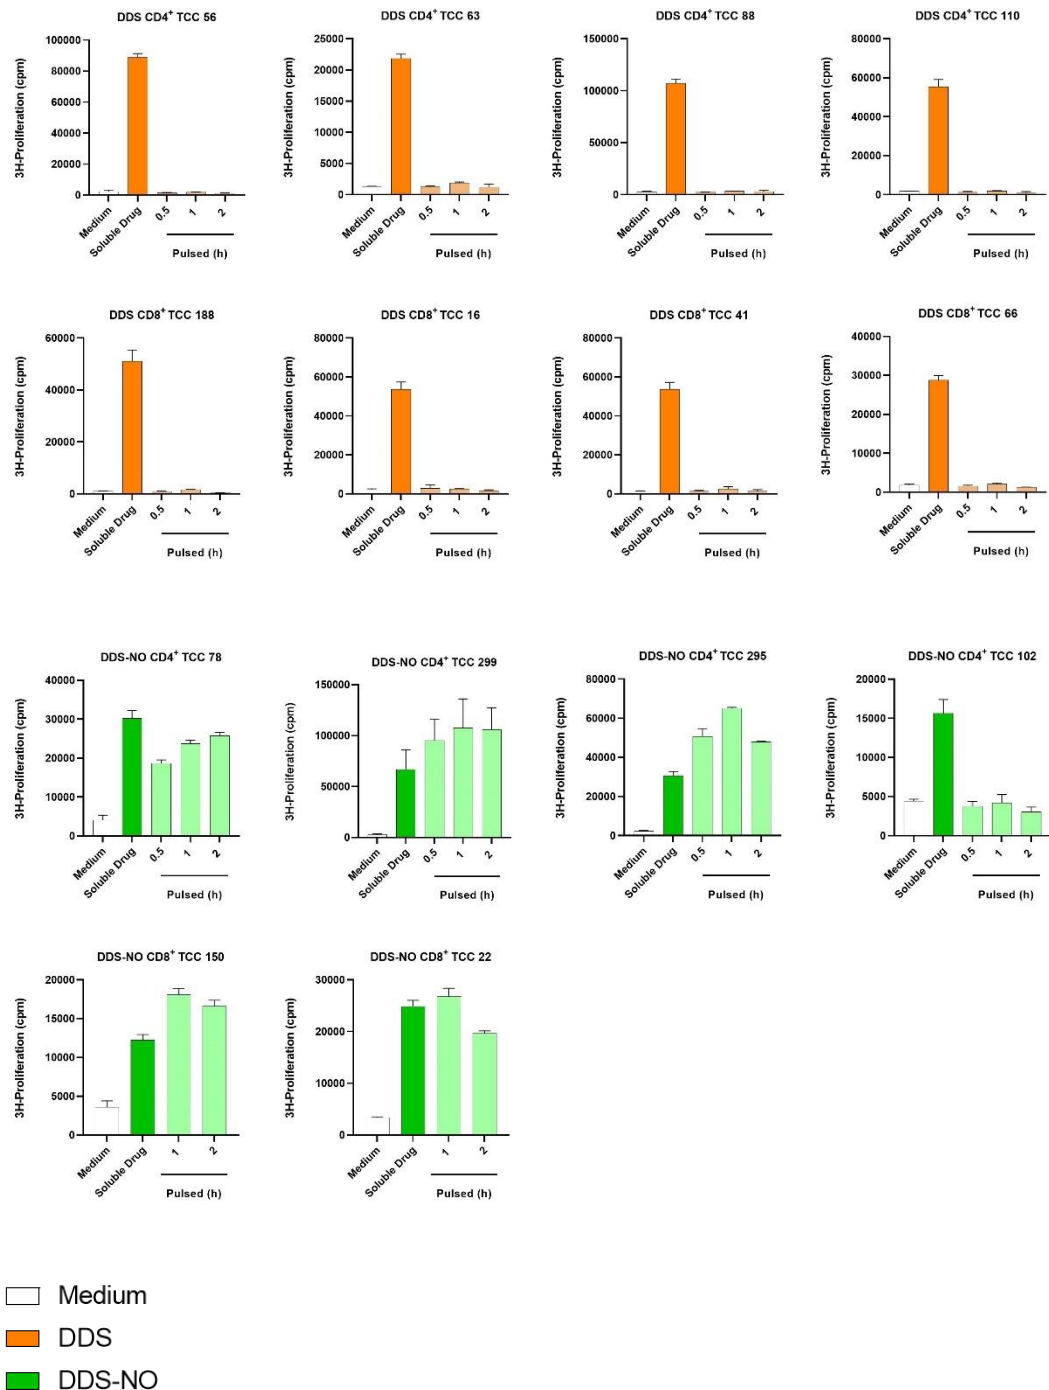 DDS CD4+ TCC 56
3H-Proliferation (cpm)
100000
80000
60000
40000
20000
0
Medium
Soluble Drug
0.5
1
2
Pulsed (h)
DDS CD4+ TCC 63
3H-Proliferation (cpm)
25000
20000
15000
10000
5000
0
Medium
Soluble Drug
0.5
1
2
Pulsed (h)
DDS CD4+ TCC 88
3H-Proliferation (cpm)
150000
100000
50000
0
Medium
Soluble Drug
0.5
1
2
Pulsed (h)
DDS CD4+ TCC 110
3H-Proliferation (cpm)
80000
60000
40000
20000
0
Medium
Soluble Drug
0.5
1
2
Pulsed (h)
DDS CD8+ TCC 188
3H-Proliferation (cpm)
60000
40000
20000
0
Medium
Soluble Drug
0.5
1
2
Pulsed (h)
DDS CD8+ TCC 16
3H-Proliferation (cpm)
80000
60000
40000
20000
0
Medium
Soluble Drug
0.5
1
2
Pulsed (h)
DDS CD8+ TCC 41
3H-Proliferation (cpm)
80000
60000
40000
20000
0
Medium
Soluble Drug
0.5
1
2
Pulsed (h)
DDS CD8+ TCC 66
3H-Proliferation (cpm)
40000
30000
20000
10000
0
Medium
Soluble Drug
0.5
1
2
Pulsed (h)
DDS-NO CD4+ TCC 78
3H-Proliferation (cpm)
40000
30000
20000
10000
0
Medium
Soluble Drug
0.5
1
2
Pulsed (h)
DDS-NO CD4+ TCC 299
3H-Proliferation (cpm)
150000
100000
50000
0
Medium
Soluble Drug
0.5
1
2
Pulsed (h)
DDS-NO CD4+ TCC 295
3H-Proliferation (cpm)
80000
60000
40000
20000
0
Medium
Soluble Drug
0.5
1
2
Pulsed (h)
DDS-NO CD4+ TCC 102
3H-Proliferation (cpm)
20000
15000
10000
5000
0
Medium
Soluble Drug
0.5
1
2
Pulsed (h)
DDS-NO CD8+ TCC 150
3H-Proliferation (cpm)
20000
15000
10000
5000
0
Medium
Soluble Drug
1
2
Pulsed (h)
DDS-NO CD8+ TCC 22
3H-Proliferation (cpm)
30000
20000
10000
0
Medium
Soluble Drug
1
2
Pulsed (h)
Medium
DDS
DDS-NO